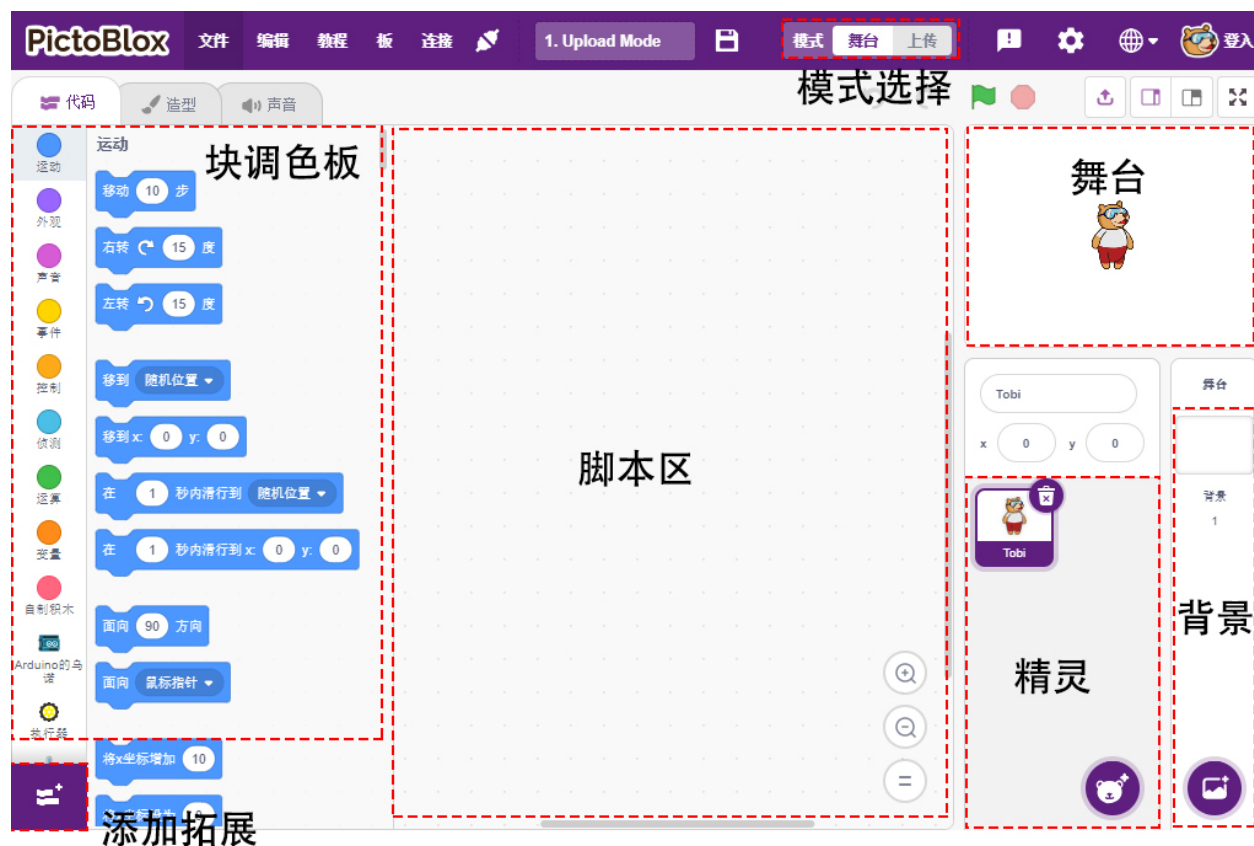 PictoBlox 文件 编辑 教程 板 连接 1. Upload Mode 模式 舞台 上传 登入
模式选择
代码 造型 声音
运动
块调色板
运动
外观
声音
事件
控制
侦测
运算
变量
自制积木
Arduino的乌
诺
执行器
移动 10 步
右转 15 度
左转 15 度
移到 随机位置
移到 x: 0 y: 0
在 1 秒内滑行到 随机位置
在 1 秒内滑行到 x: 0 y: 0
面向 90 方向
面向 鼠标指针
将x坐标增加 10
添加拓展
脚本区
舞台
Tobi
x 0 y 0
Tobi
精灵
舞台
背景
1
背景